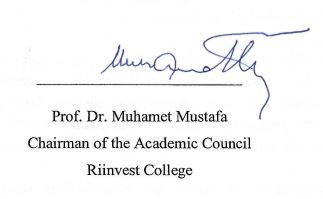 Prof. Dr. Muhamet Mustafa
Chairman of the Academic Council
Riinvest College